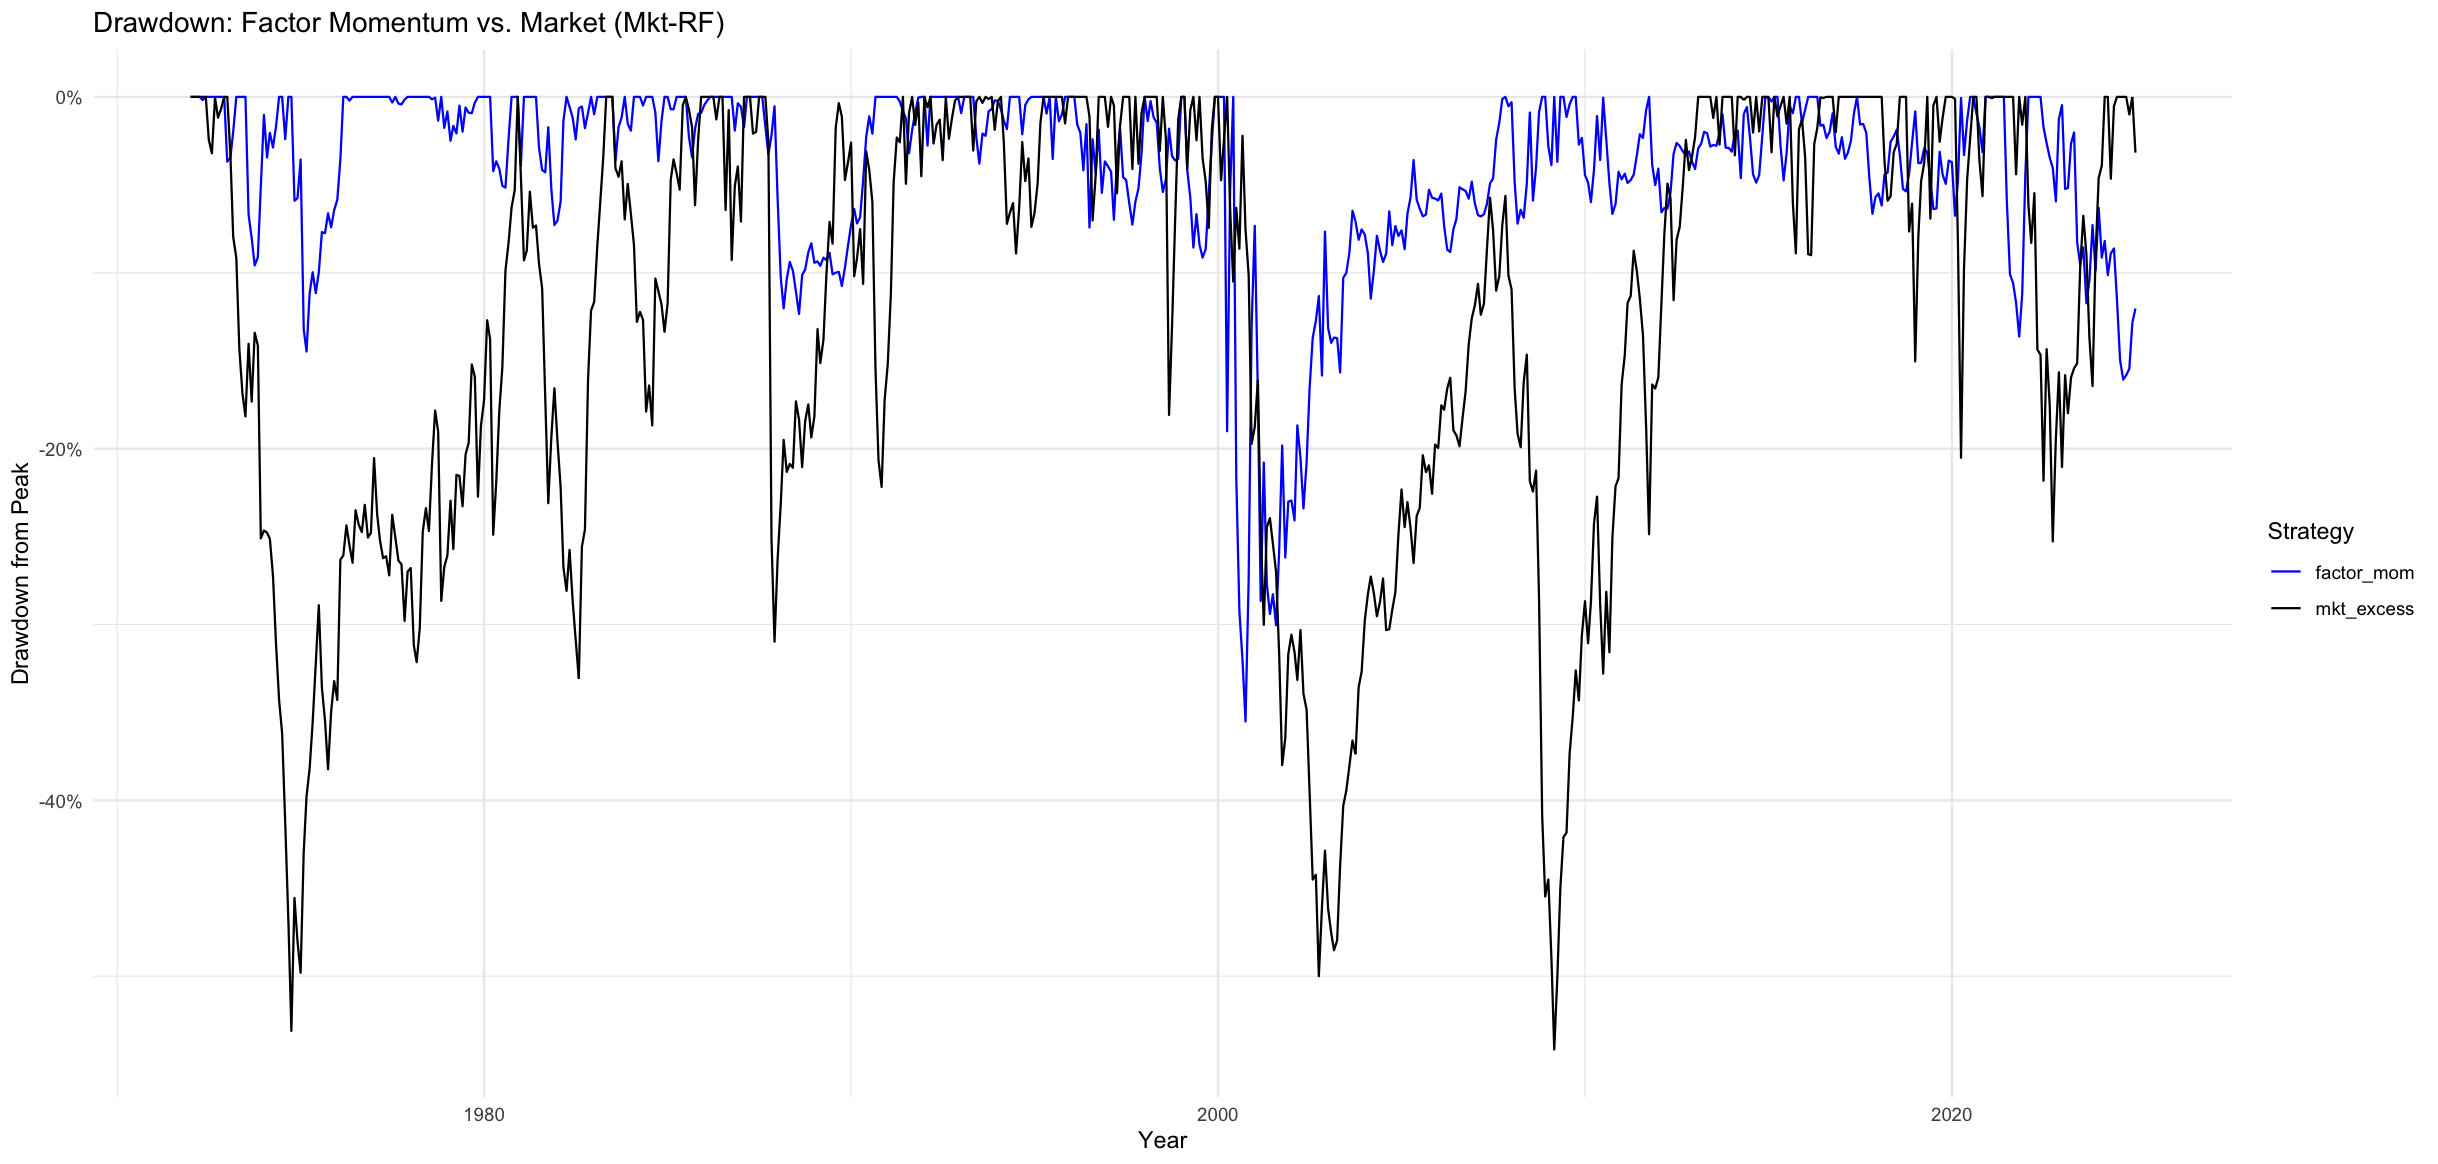 Drawdown: Factor Momentum vs. Market (Mkt-RF)
0%
-20%
-40%
Drawdown from Peak
1980
2000
2020
Year
Strategy
factor_mom
mkt_excess